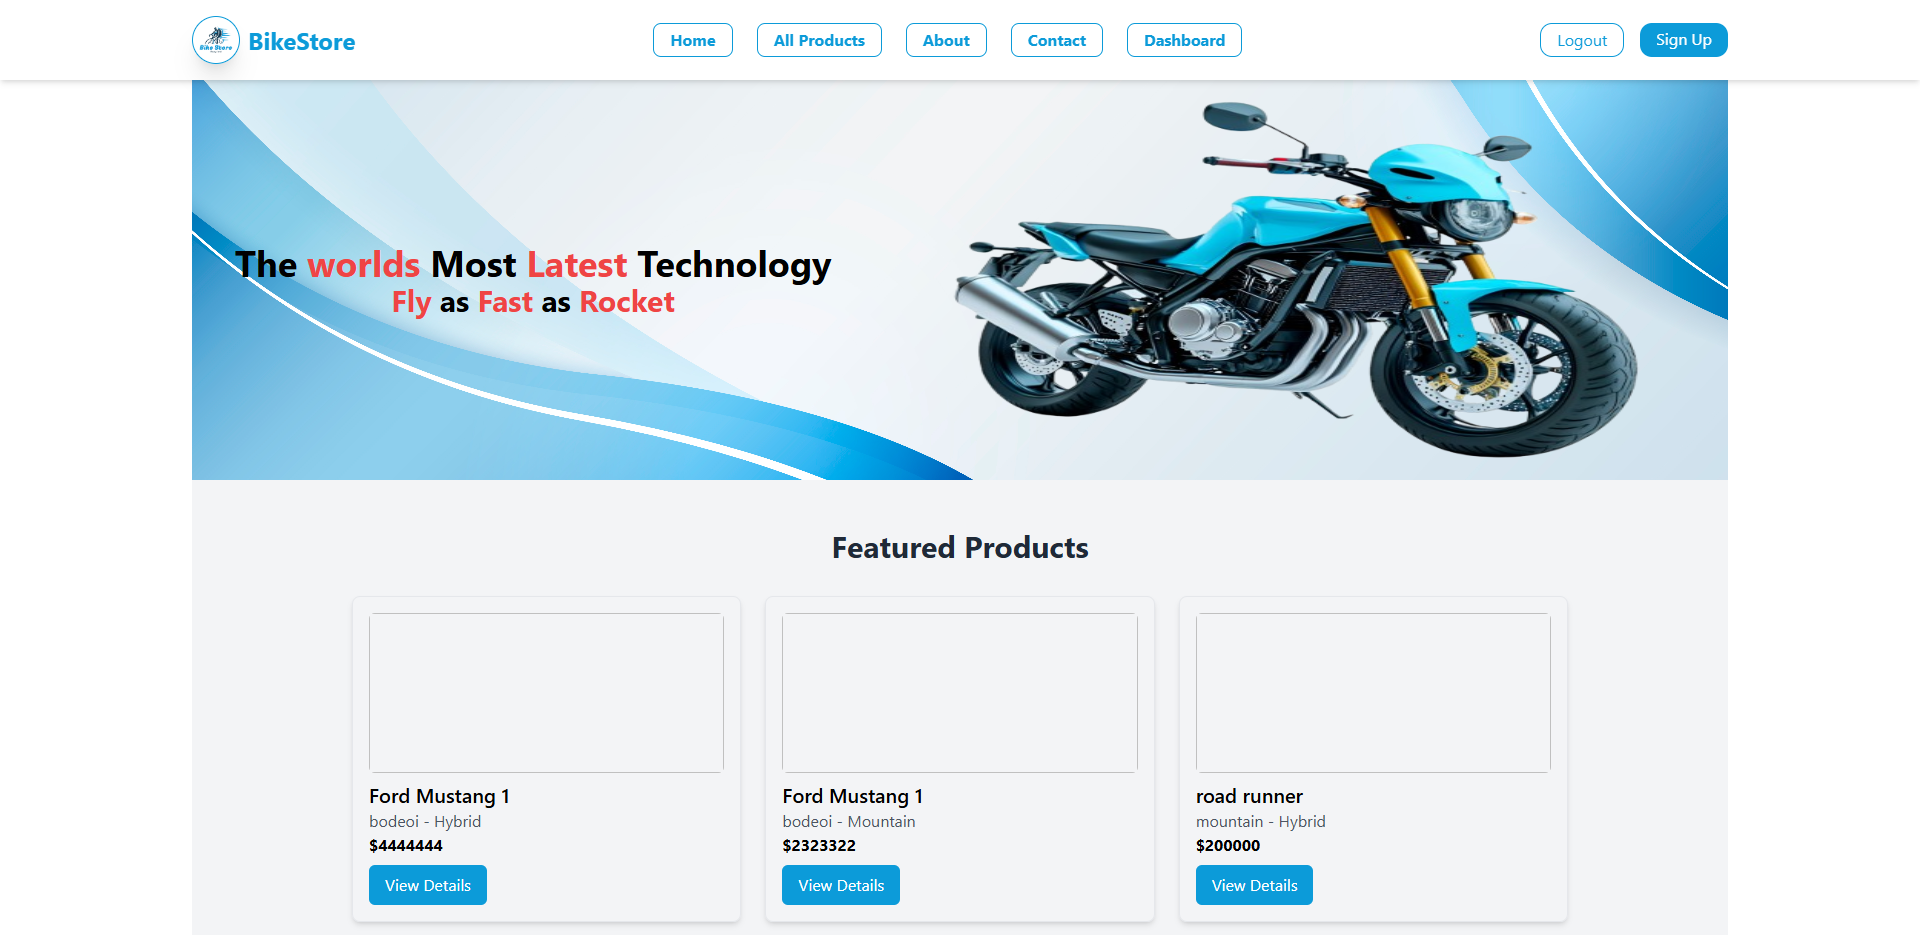 Bike Store
BikeStore
Home
All Products
About
Contact
Dashboard
Logout
Sign Up
The worlds Most Latest Technology
Fly as Fast as Rocket
Featured Products
Ford Mustang 1
bodeoi - Hybrid
$4444444
View Details
Ford Mustang 1
bodeoi - Mountain
$2323322
View Details
road runner
mountain - Hybrid
$200000
View Details